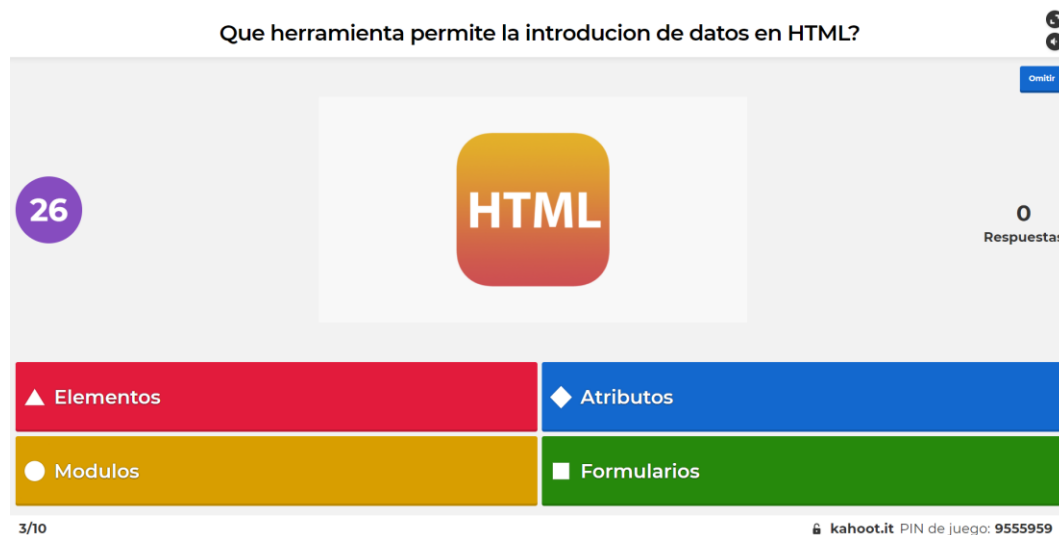 Que herramienta permite la introducion de datos en HTML?
Omitir
26
HTML
0
Respuestas
Elementos
Atributos
Modulos
Formularios
3/10
kahoot.it PIN de juego: 9555959